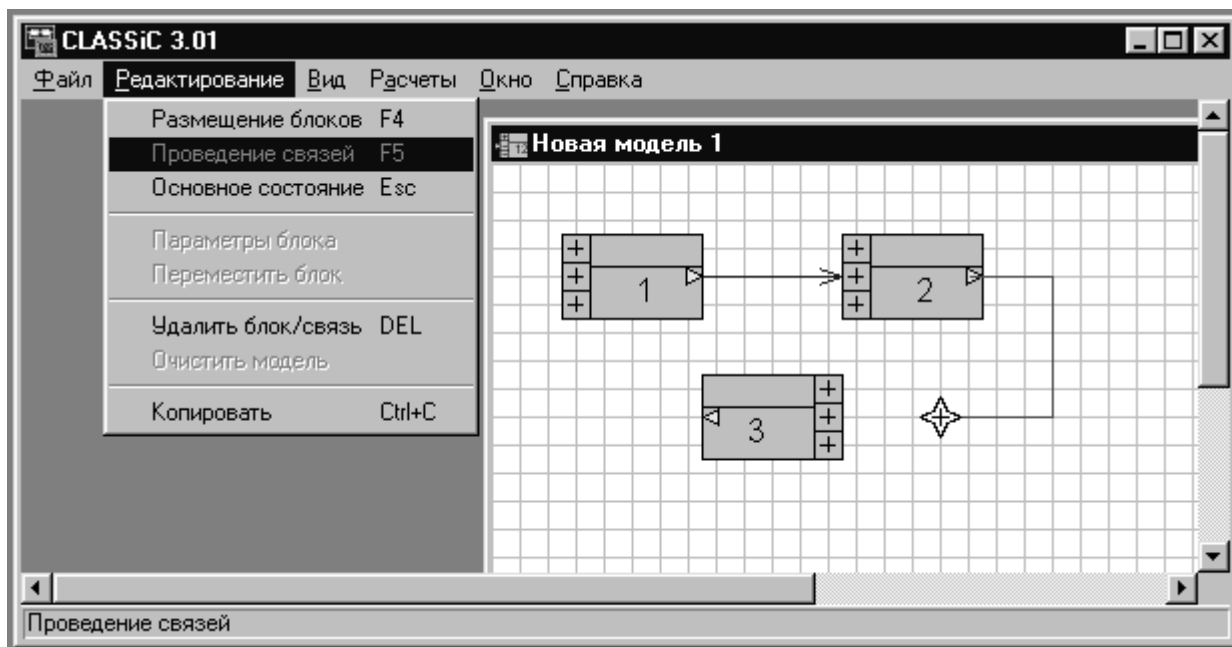 CLASSiC 3.01
Файл Редактирование Вид Расчеты Окно Справка
Размещение блоков F4
Проведение связей F5
Основное состояние Esc
Параметры блока
Переместить блок
Удалить блок/связь DEL
Очистить модель
Копировать Ctrl+C
Новая модель 1
+ + + 1
+ + + 2
3 + + +
Проведение связей